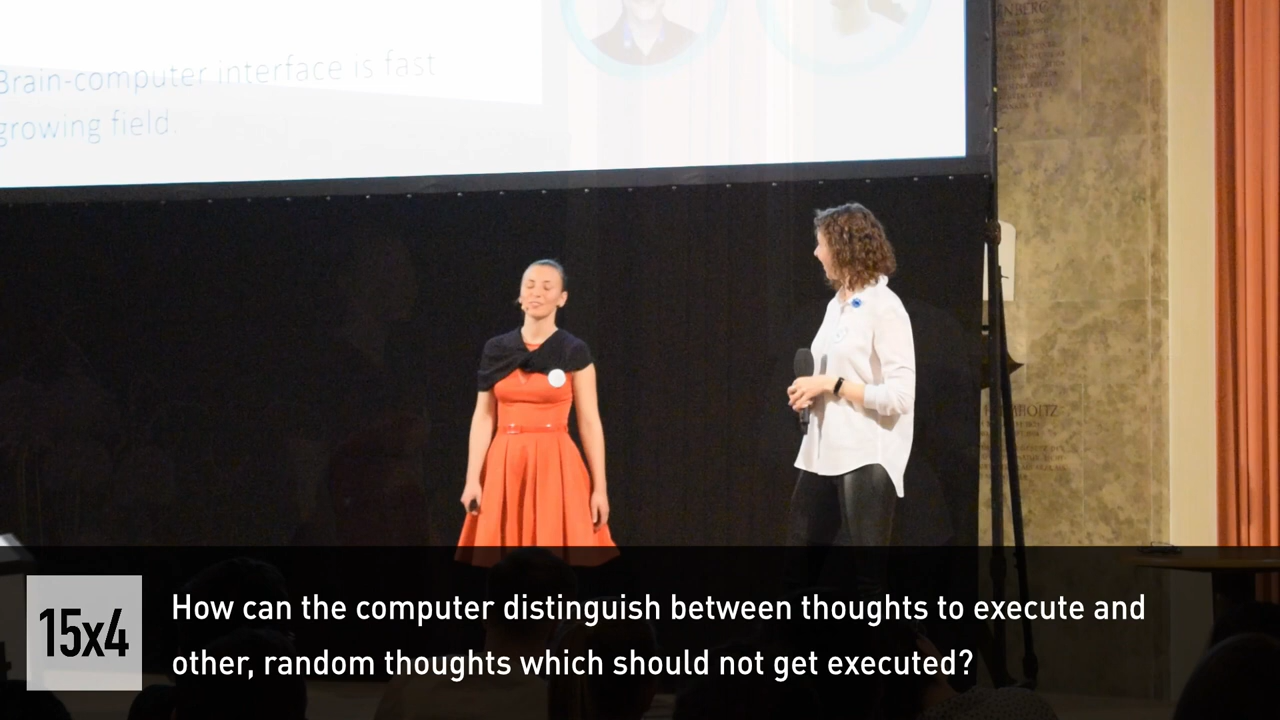 Brain-computer interface is fast
growing field.
15x4
How can the computer distinguish between thoughts to execute and
other, random thoughts which should not get executed?